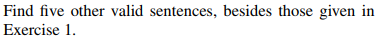 Find five other valid sentences, besides those given in
Exercise 1.